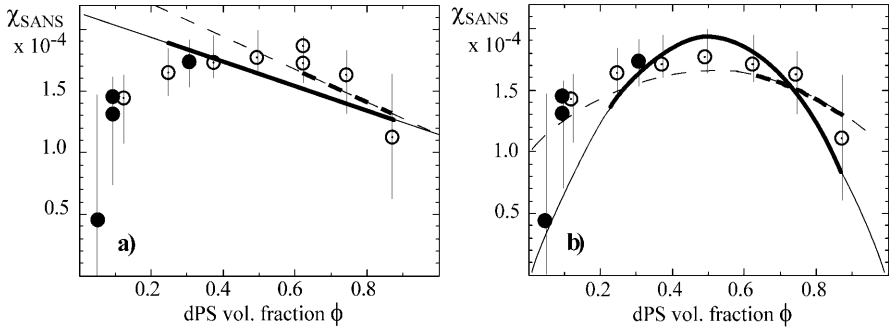 χSANS
x 10-4
1.5
1.0
0.5
a)
0.2 0.4 0.6 0.8
dPS vol. fraction ϕ
χSANS
x 10-4
1.5
1.0
0.5
b)
0.2 0.4 0.6 0.8
dPS vol. fraction ϕ